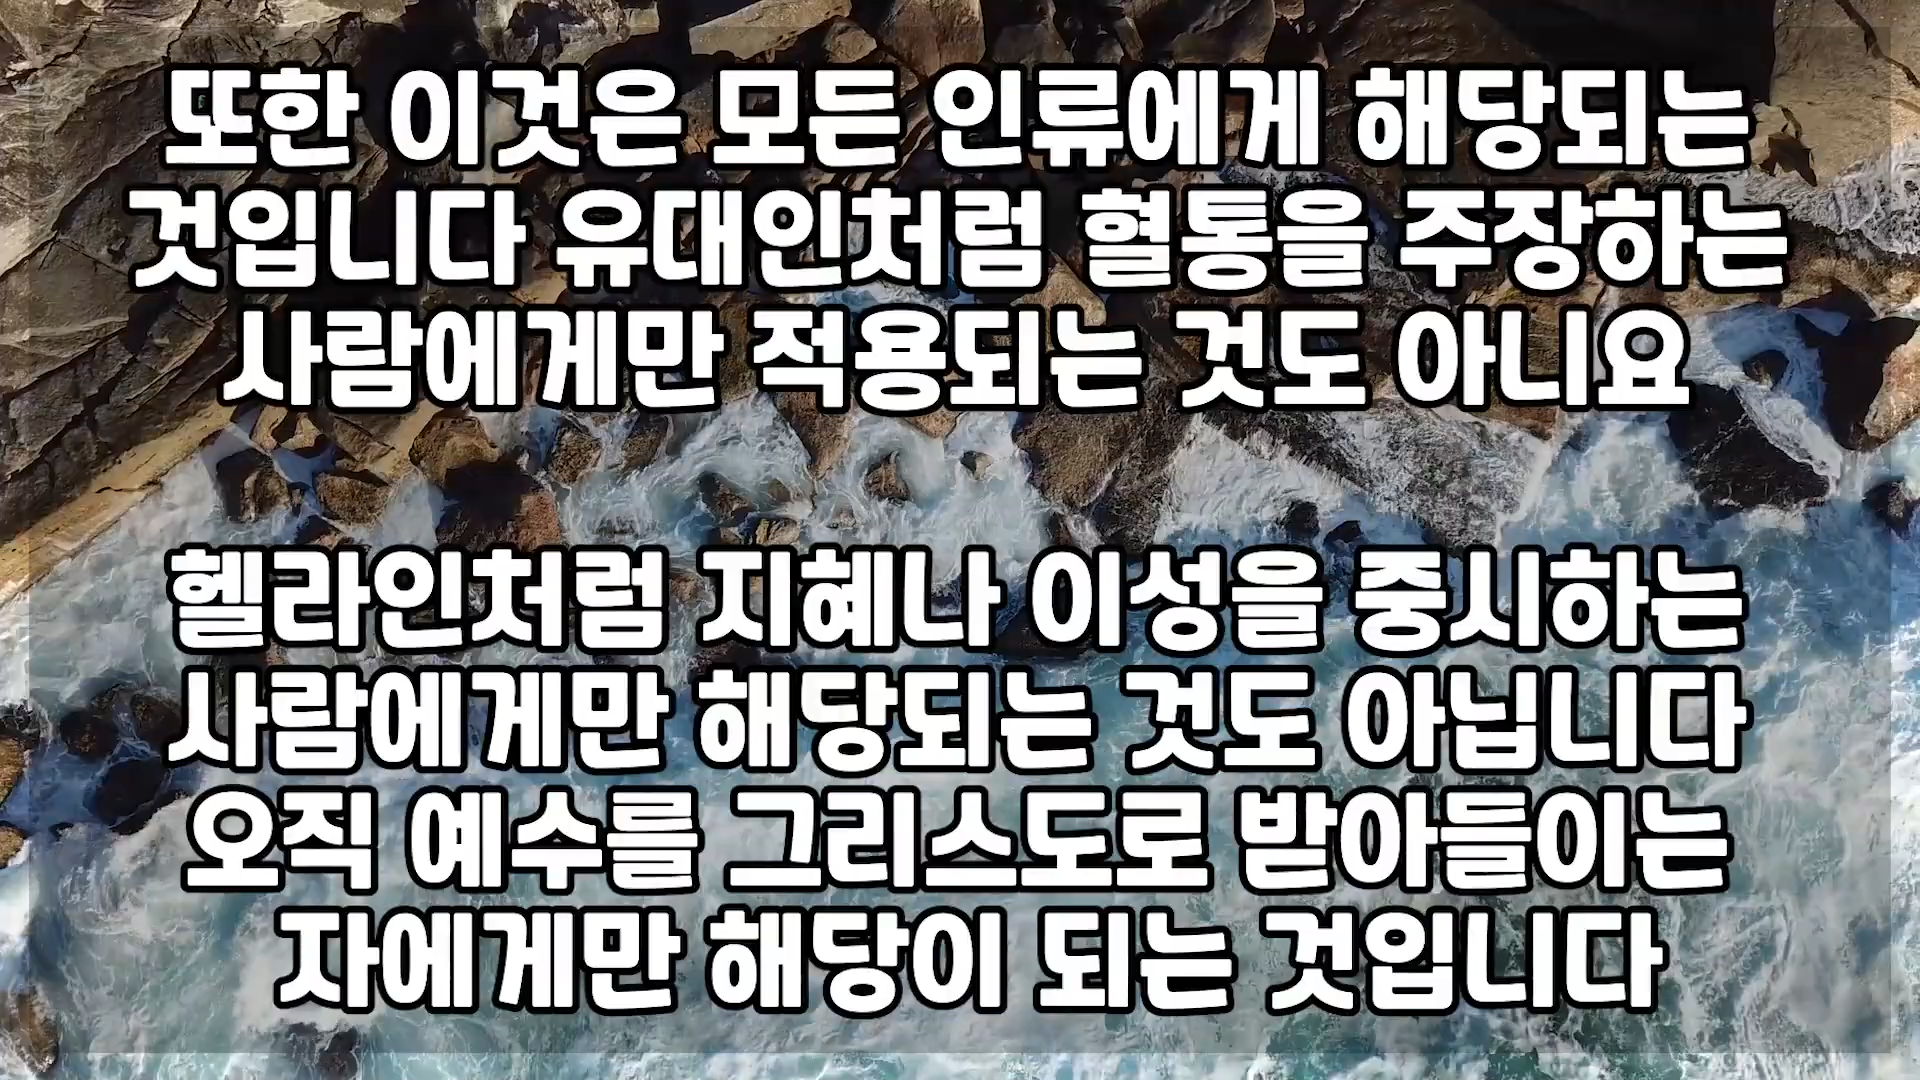 또한 이것은 모든 인류에게 해당되는
것입니다 유대인처럼 혈통을 주장하는
사람에게만 적용되는 것도 아니요
헬라인처럼 지혜나 이성을 중시하는
사람에게만 해당되는 것도 아닙니다
오직 예수를 그리스도로 받아들이는
자에게만 해당이 되는 것입니다